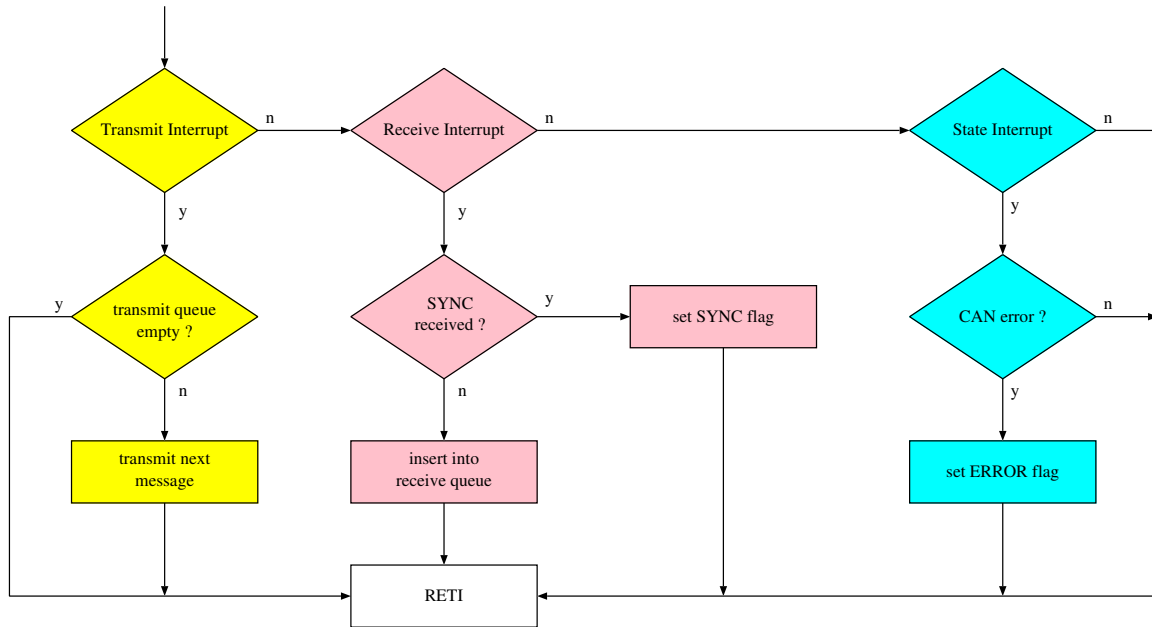 Transmit Interrupt
n
Receive Interrupt
n
State Interrupt
n
y
y
y
y
transmit queue
empty ?
SYNC
received ?
y
set SYNC flag
CAN error ?
n
n
n
y
transmit next
message
insert into
receive queue
set ERROR flag
RETI